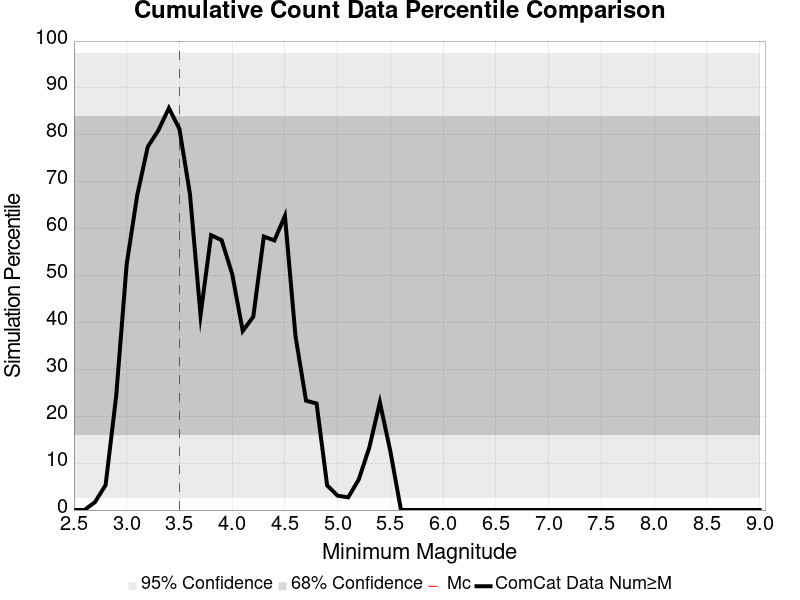 Cumulative Count Data Percentile Comparison
Simulation Percentile
100
90
80
70
60
50
40
30
20
10
0
2.5 3.0 3.5 4.0 4.5 5.0 5.5 6.0 6.5 7.0 7.5 8.0 8.5 9.0
Minimum Magnitude
95% Confidence 68% Confidence Mc ComCat Data Num≥M